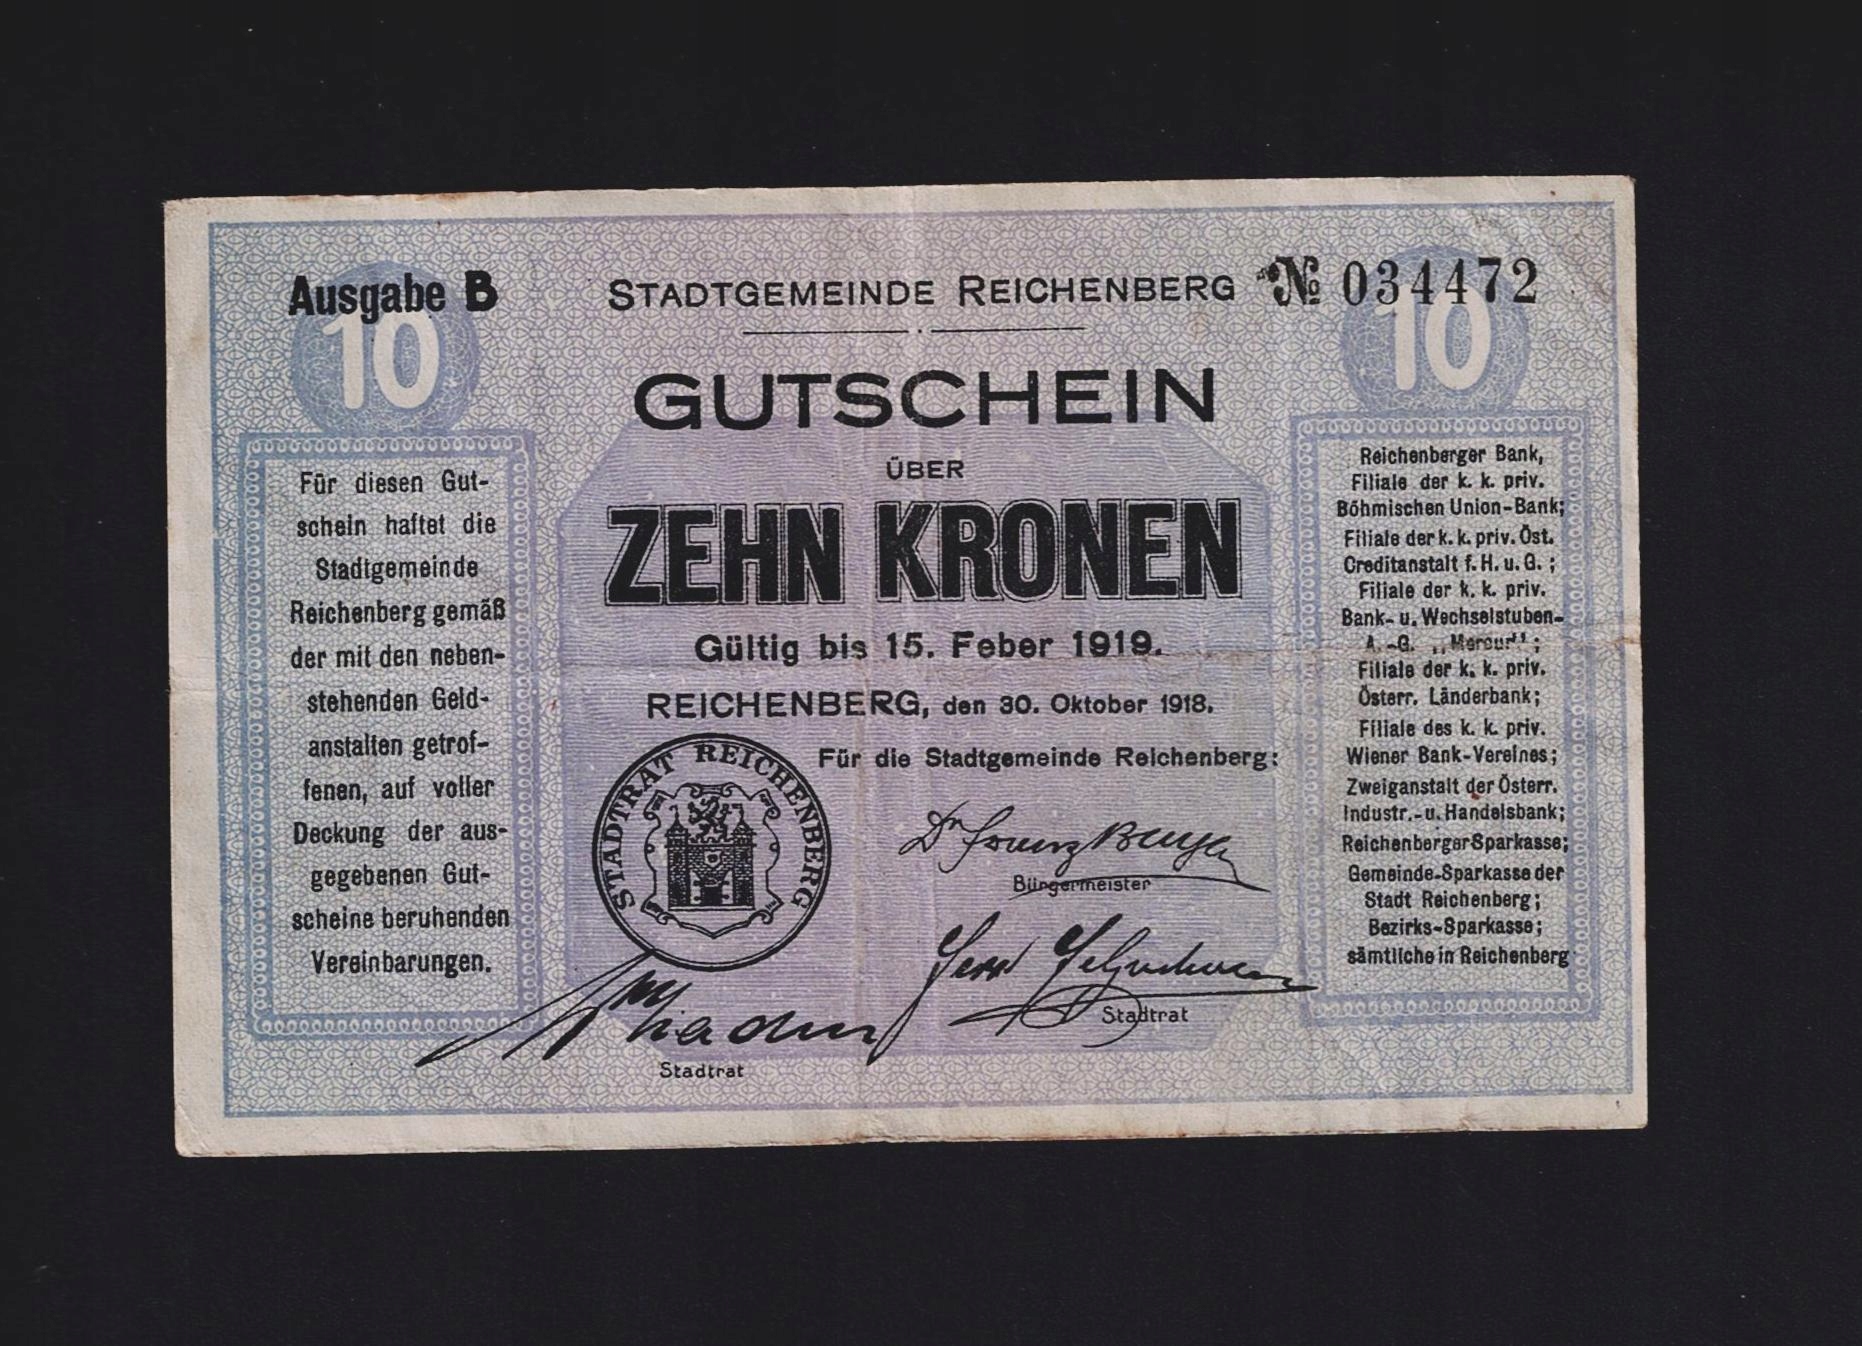 Ausgabe B
STADTGEMEINDE REICHENBERG
№ 034472
10
10
GUTSCHEIN
ÜBER
ZEHN KRONEN
Gültig bis 15. Feber 1919.
REICHENBERG, den 30. Oktober 1918.
Für die Stadtgemeinde Reichenberg:
STADTRAT REICHENBERG
Dr Franz Bayer
Bürgermeister
Stadtrat
Stadtrat
Für diesen Gut-
schein haftet die
Stadtgemeinde
Reichenberg gemäß
der mit den neben-
stehenden Geld-
anstalten getrof-
fenen, auf voller
Deckung der aus-
gegebenen Gut-
scheine beruhenden
Vereinbarungen.
Reichenberger Bank,
Filiale der k. k. priv.
Böhmischen Union-Bank;
Filiale der k. k. priv. Öst.
Creditanstalt f. H. u. G. ;
Filiale der k. k. priv.
Bank- u. Wechselstuben-
A.-G. „Mercur" ;
Filiale der k. k. priv.
Österr. Länderbank;
Filiale des k. k. priv.
Wiener Bank-Vereines;
Zweiganstalt der Österr.
Industr.- u. Handelsbank;
Reichenberger Sparkasse;
Gemeinde-Sparkasse der
Stadt Reichenberg;
Bezirks-Sparkasse;
sämtliche in Reichenberg